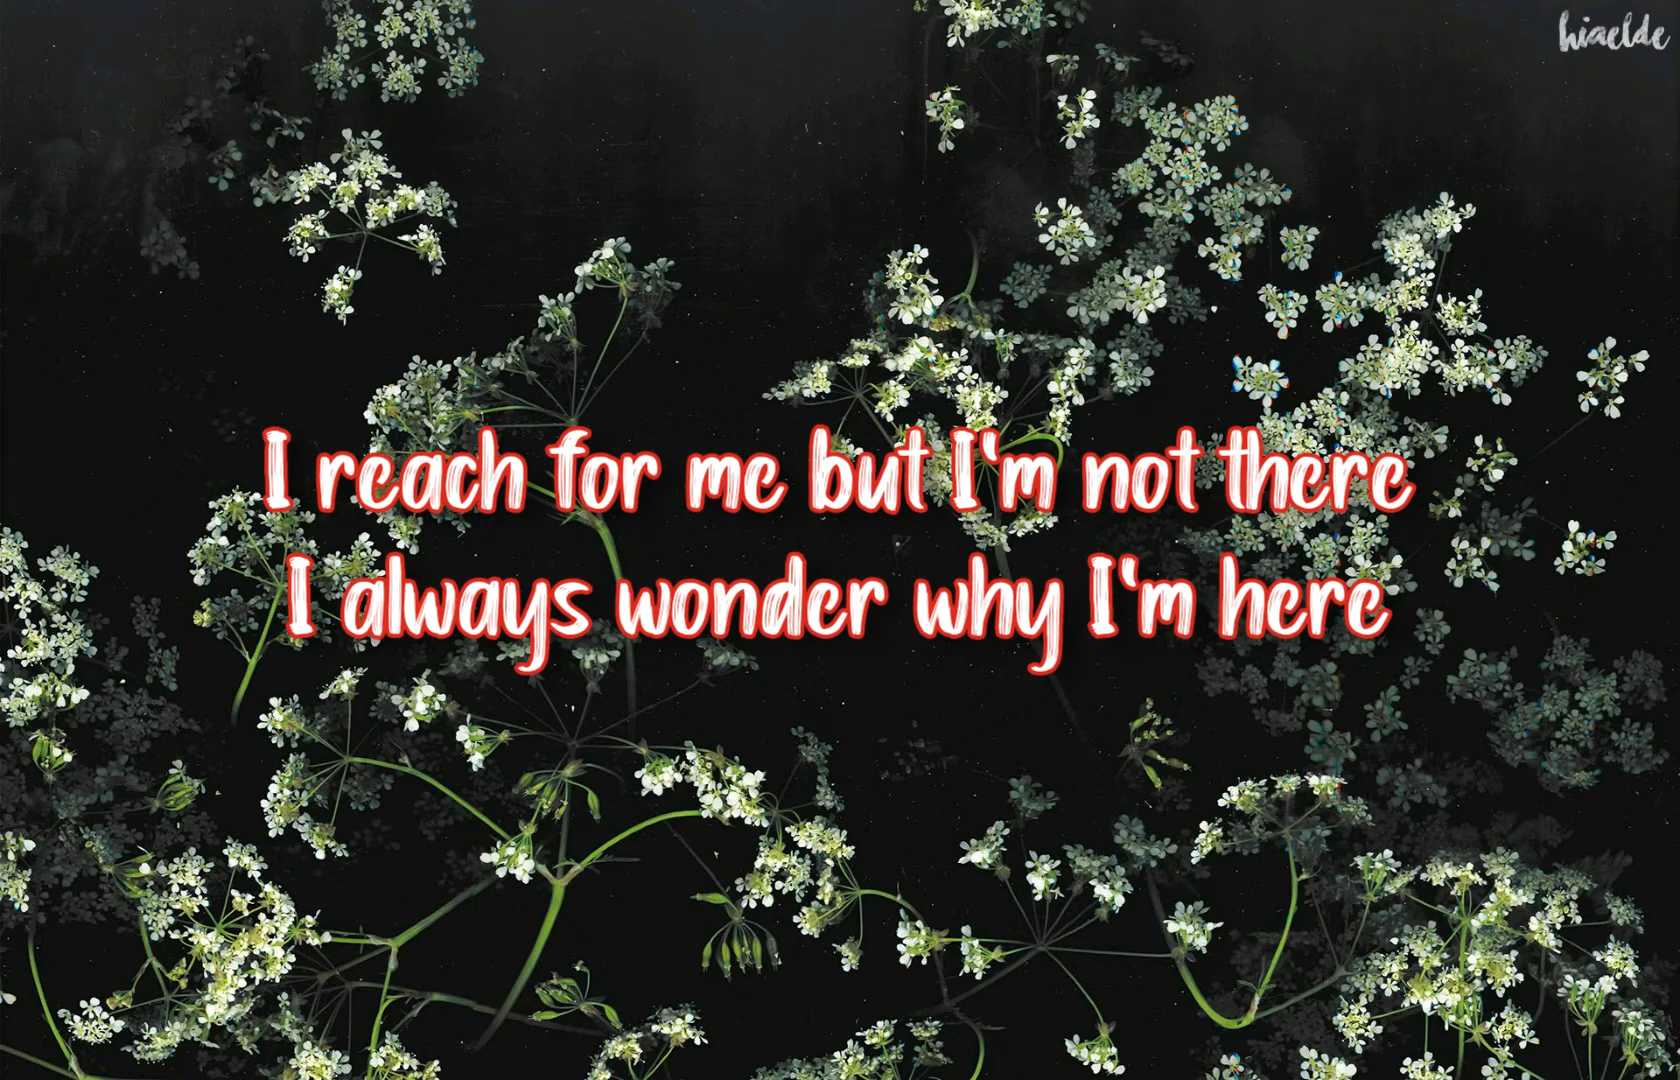 hiaelde
I reach for me but I'm not there
I always wonder why I'm here